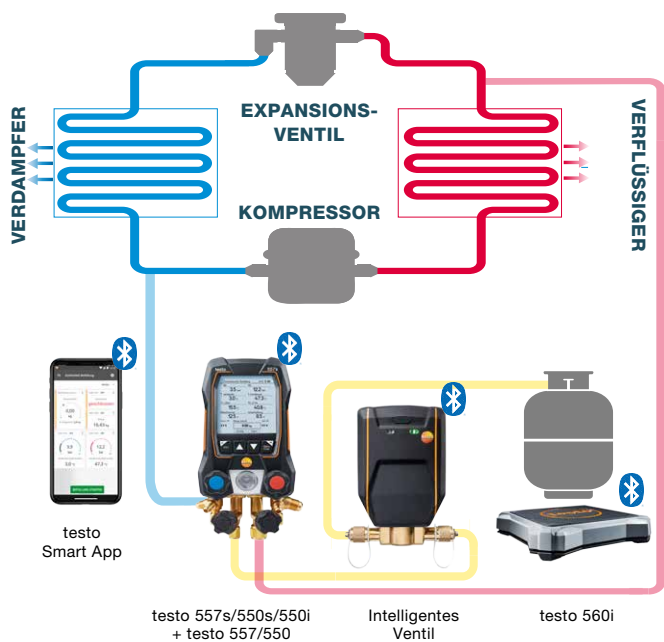 EXPANSIONS-
VENTIL
VERDAMPFER
VERFLÜSSIGER
KOMPRESSOR
testo
Smart App
testo 557s/550s/550i
+ testo 557/550
Intelligentes
Ventil
testo 560i